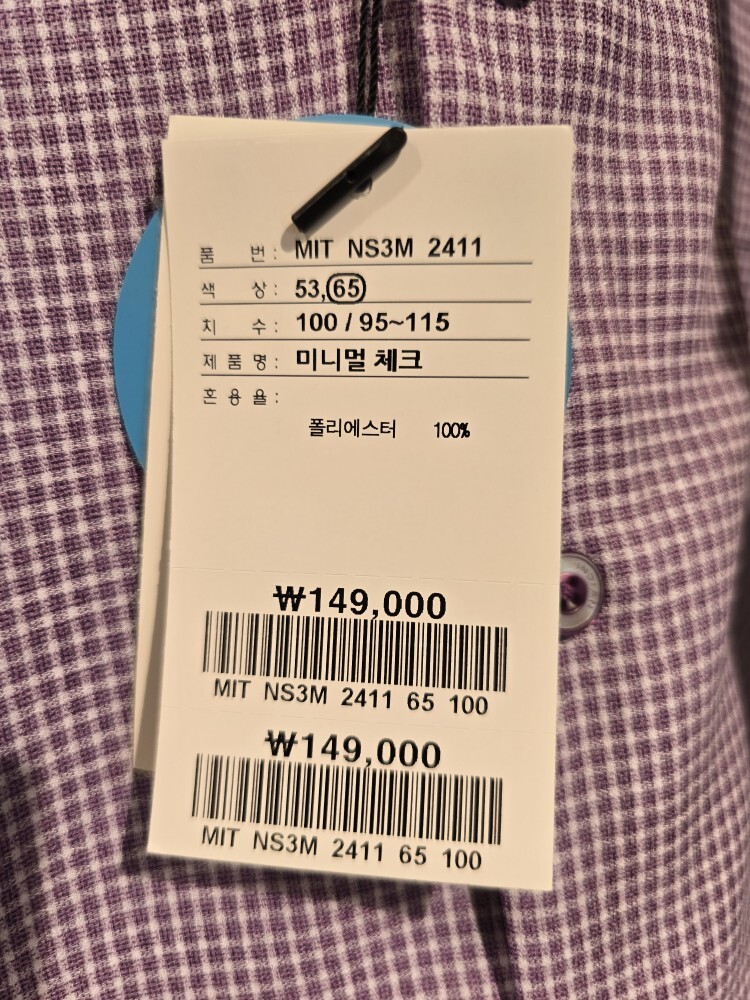 품 번 : MIT NS3M 2411
색 상 : 53,65
치 수 : 100 / 95~115
제 품 명 : 미니멀 체크
혼 용 율 :
폴리에스터 100%
₩149,000
MIT NS3M 2411 65 100
₩149,000
MIT NS3M 2411 65 100